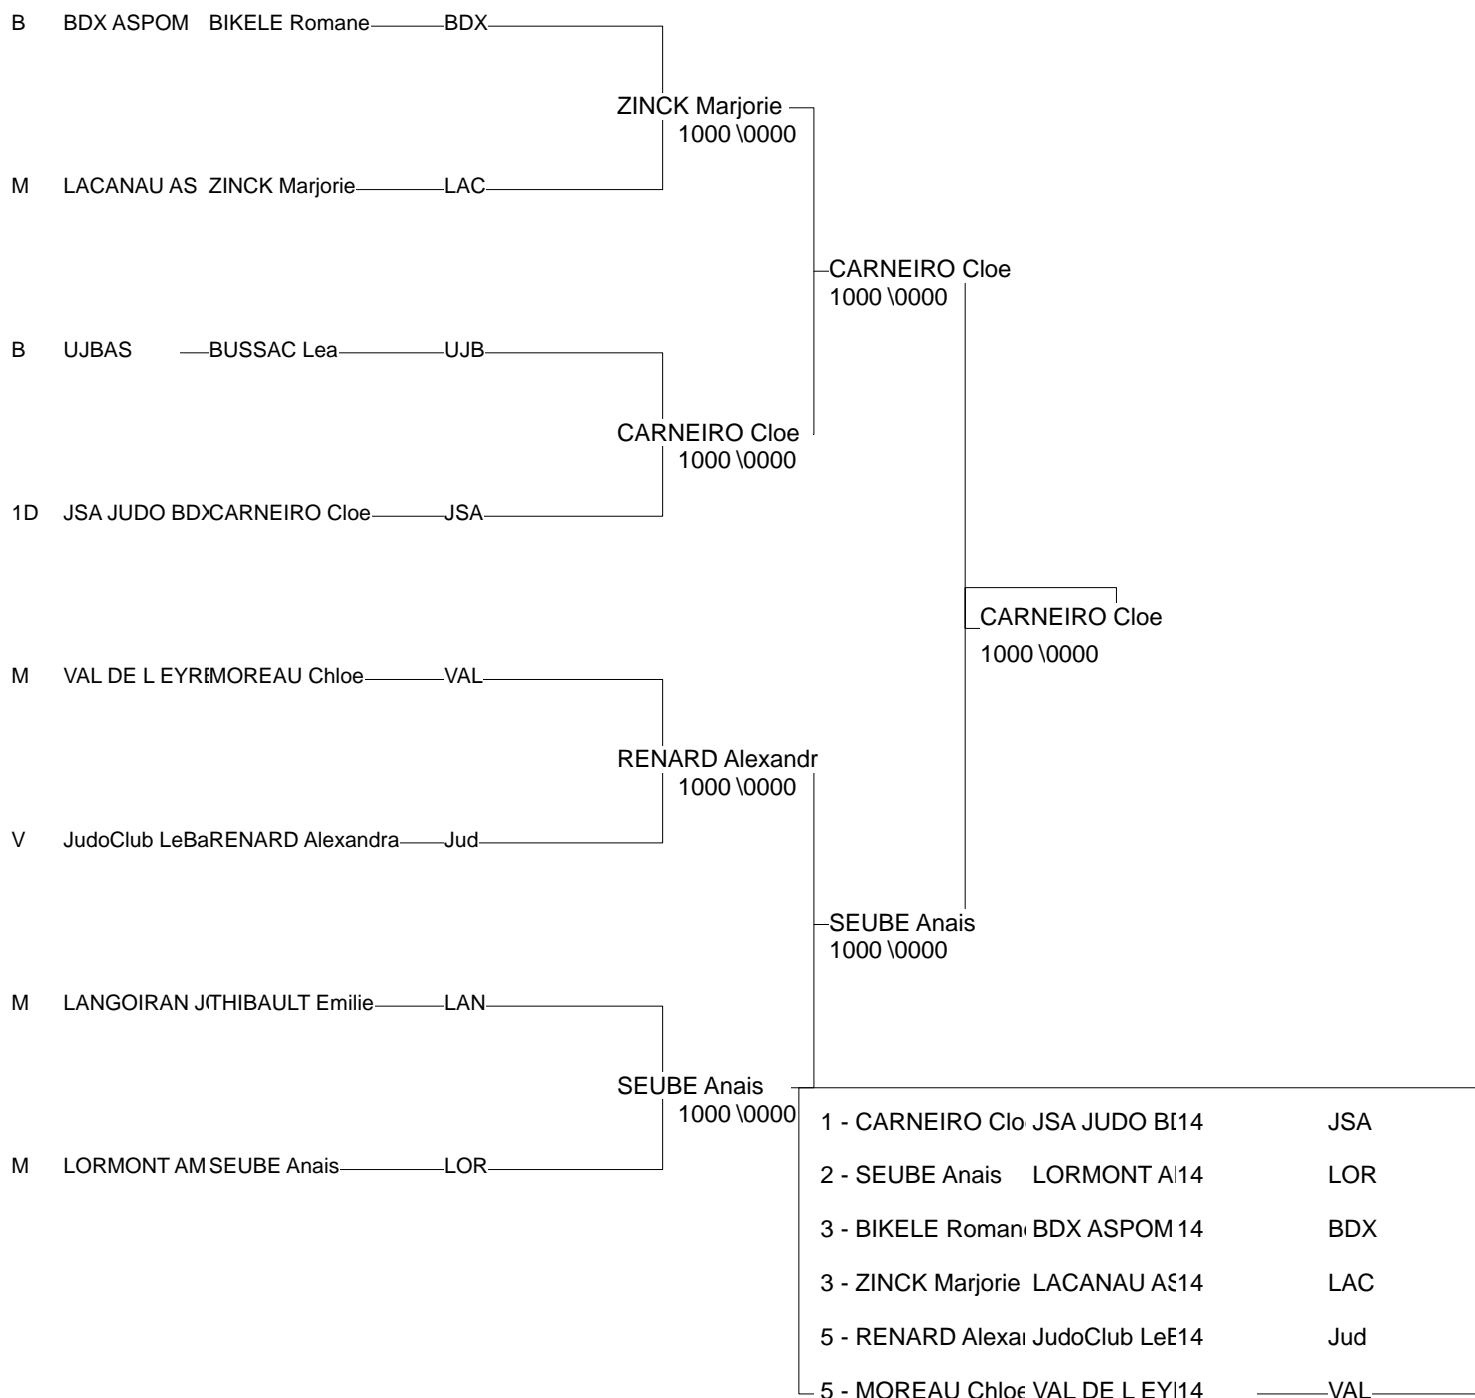 B BDX ASPOM BIKELE Romane BDX
ZINCK Marjorie
1000 \0000
M LACANAU AS ZINCK Marjorie LAC
CARNEIRO Cloe
1000 \0000
B UJBAS BUSSAC Lea UJB
CARNEIRO Cloe
1000 \0000
1D JSA JUDO BDX CARNEIRO Cloe JSA
CARNEIRO Cloe
1000 \0000
M VAL DE L EYRE MOREAU Chloe VAL
RENARD Alexandr
1000 \0000
V JudoClub LeBa RENARD Alexandra Jud
SEUBE Anais
1000 \0000
M LANGOIRAN J THIBAULT Emilie LAN
SEUBE Anais
1000 \0000
M LORMONT AM SEUBE Anais LOR
1 - CARNEIRO Clo JSA JUDO B 14 JSA
2 - SEUBE Anais LORMONT A 14 LOR
3 - BIKELE Roman BDX ASPOM 14 BDX
3 - ZINCK Marjorie LACANAU AS 14 LAC
5 - RENARD Alexa JudoClub Le 14 Jud
5 - MOREAU Chloe VAL DE L EY 14 VAL